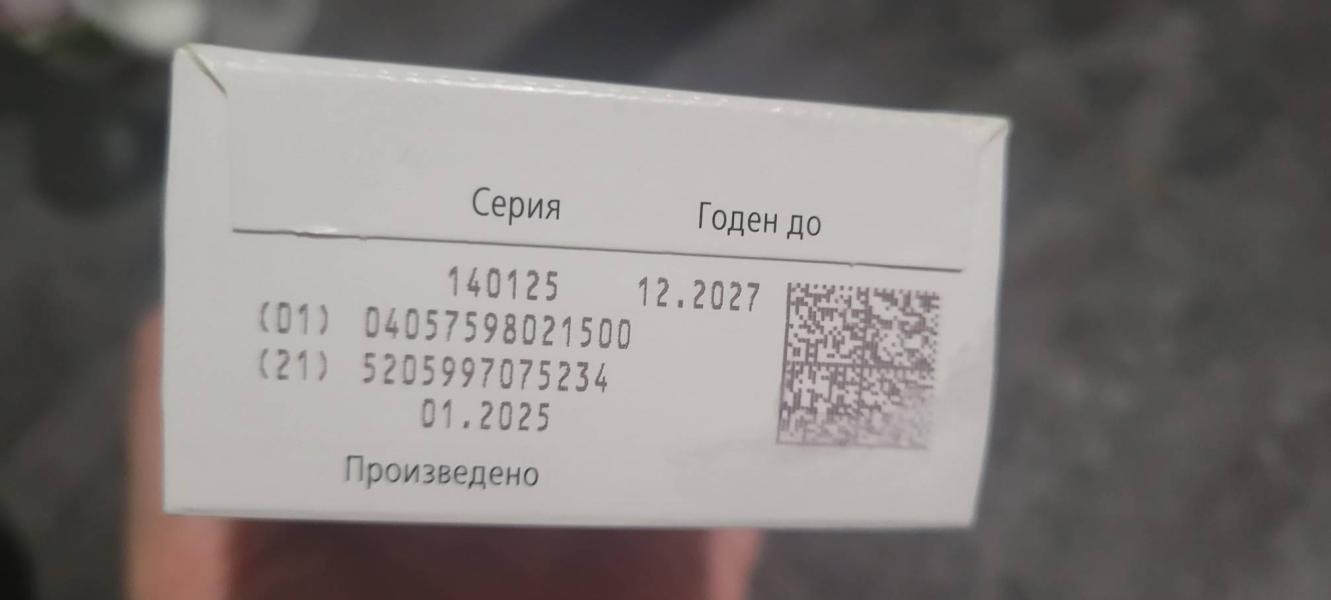 Серия Годен до
140125 12.2027
(01) 04057598021500
(21) 5205997075234
01.2025
Произведено